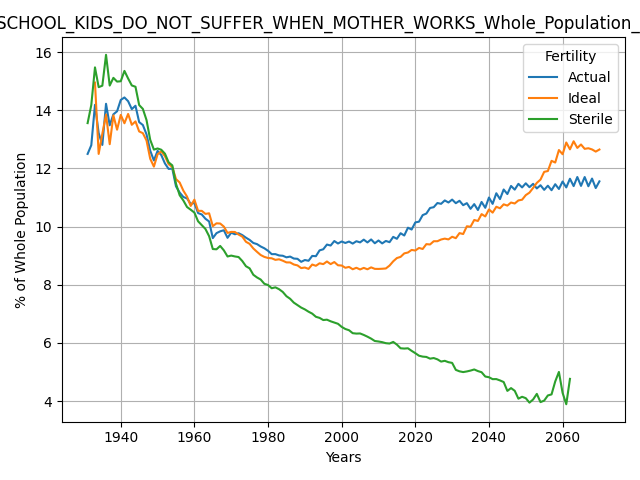 SCHOOL_KIDS_DO_NOT_SUFFER_WHEN_MOTHER_WORKS_Whole_Population_
Fertility
Actual
Ideal
Sterile
% of Whole Population
16
14
12
10
8
6
4
1940 1960 1980 2000 2020 2040 2060
Years